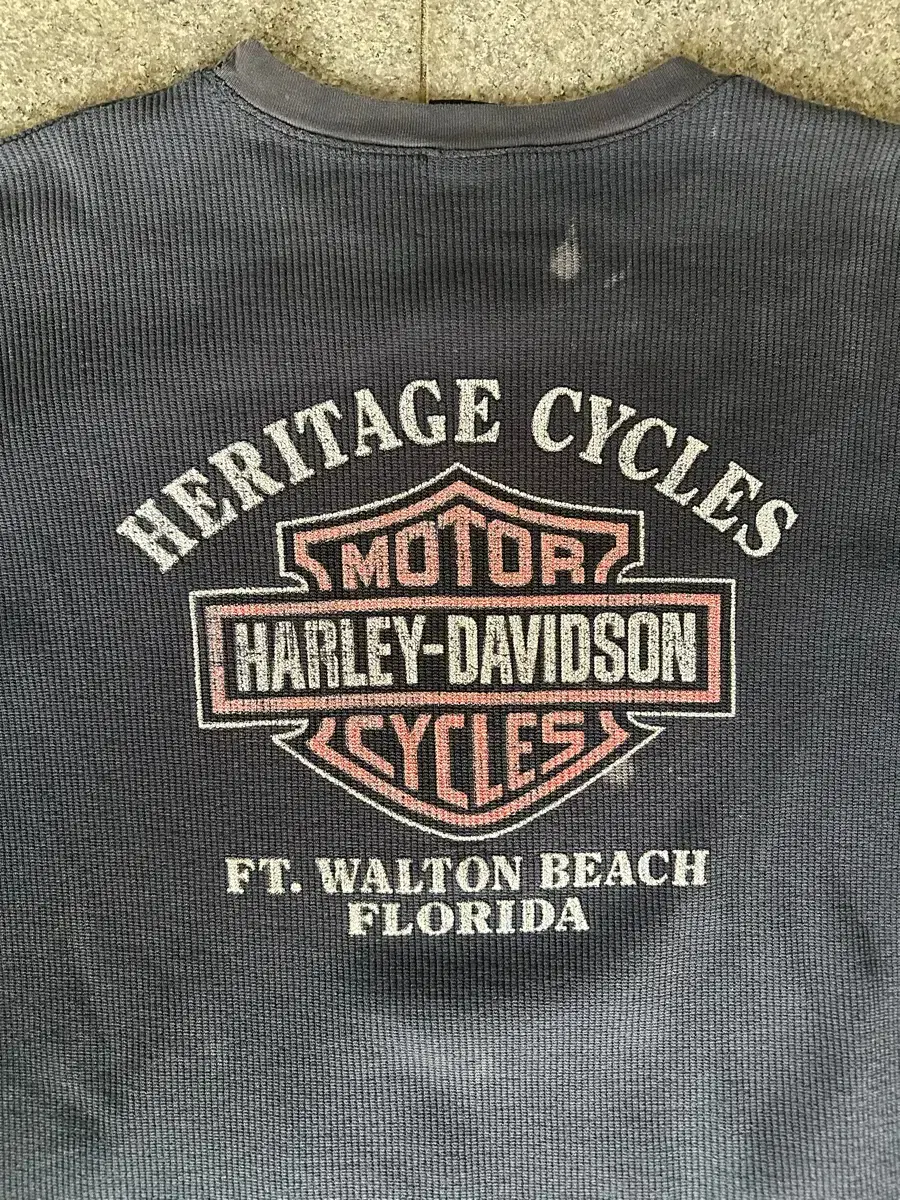 HERITAGE CYCLES
MOTOR
HARLEY-DAVIDSON
CYCLES
FT. WALTON BEACH
FLORIDA